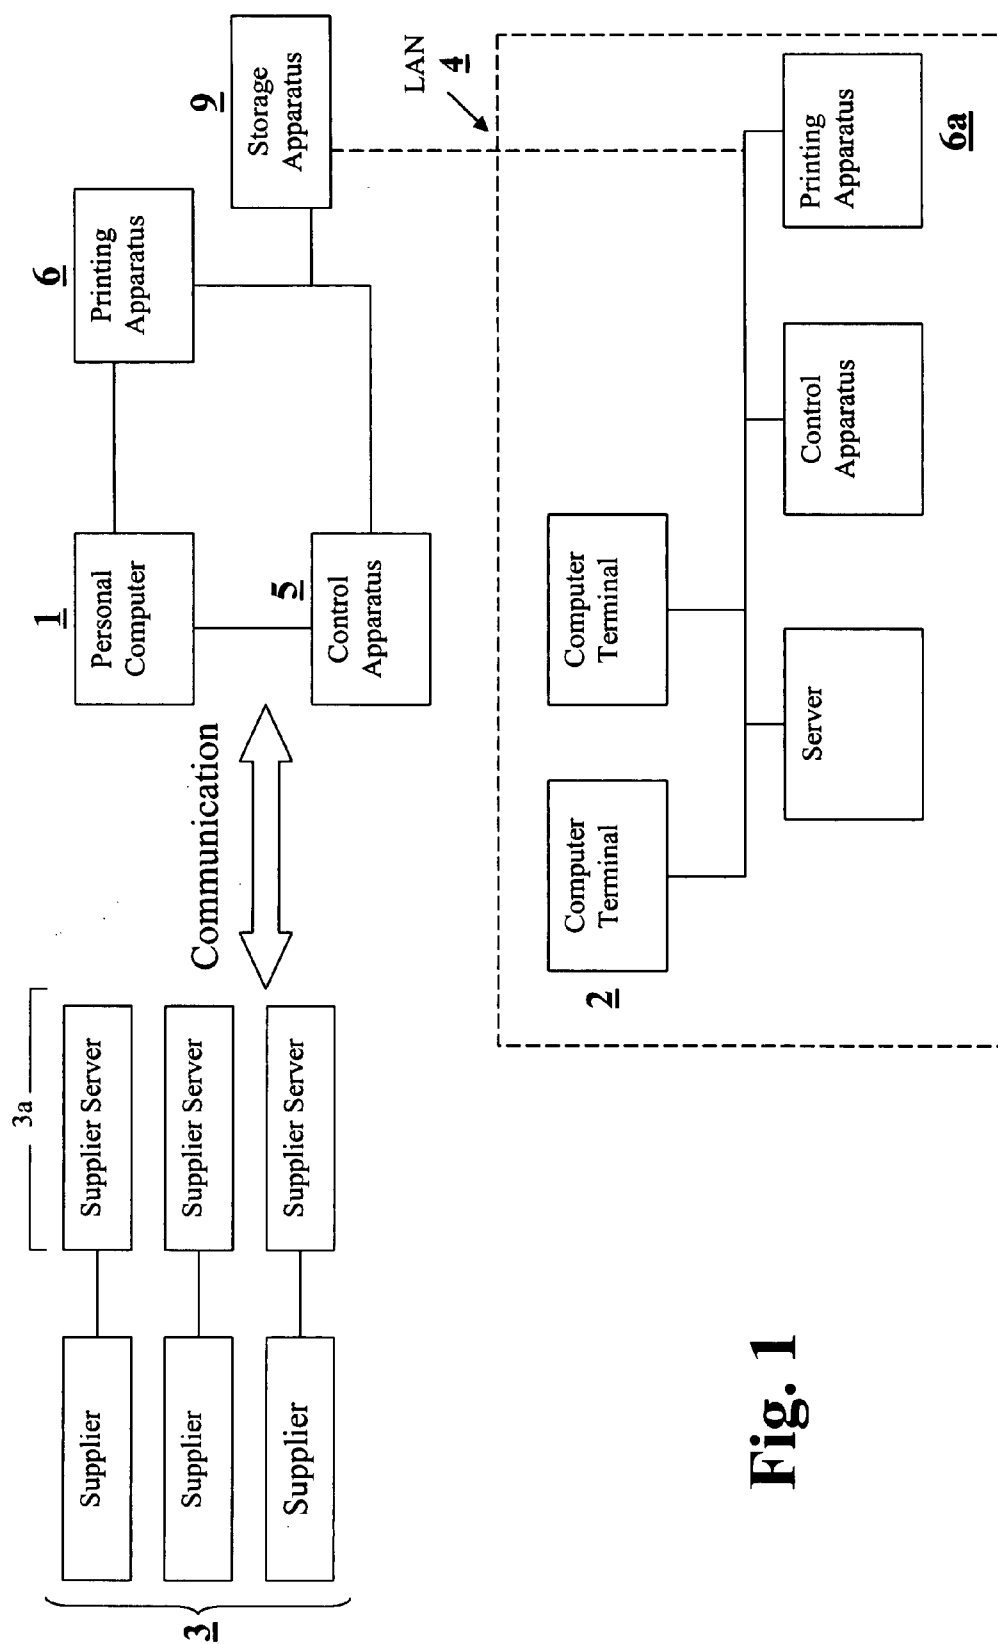 3a
3
Supplier
Supplier Server
Supplier
Supplier Server
Supplier
Supplier Server
Communication
1
Personal
Computer
6
Printing
Apparatus
5
Control
Apparatus
9
Storage
Apparatus
LAN
4
2
Computer
Terminal
Computer
Terminal
Server
Control
Apparatus
Printing
Apparatus
6a
Fig. 1